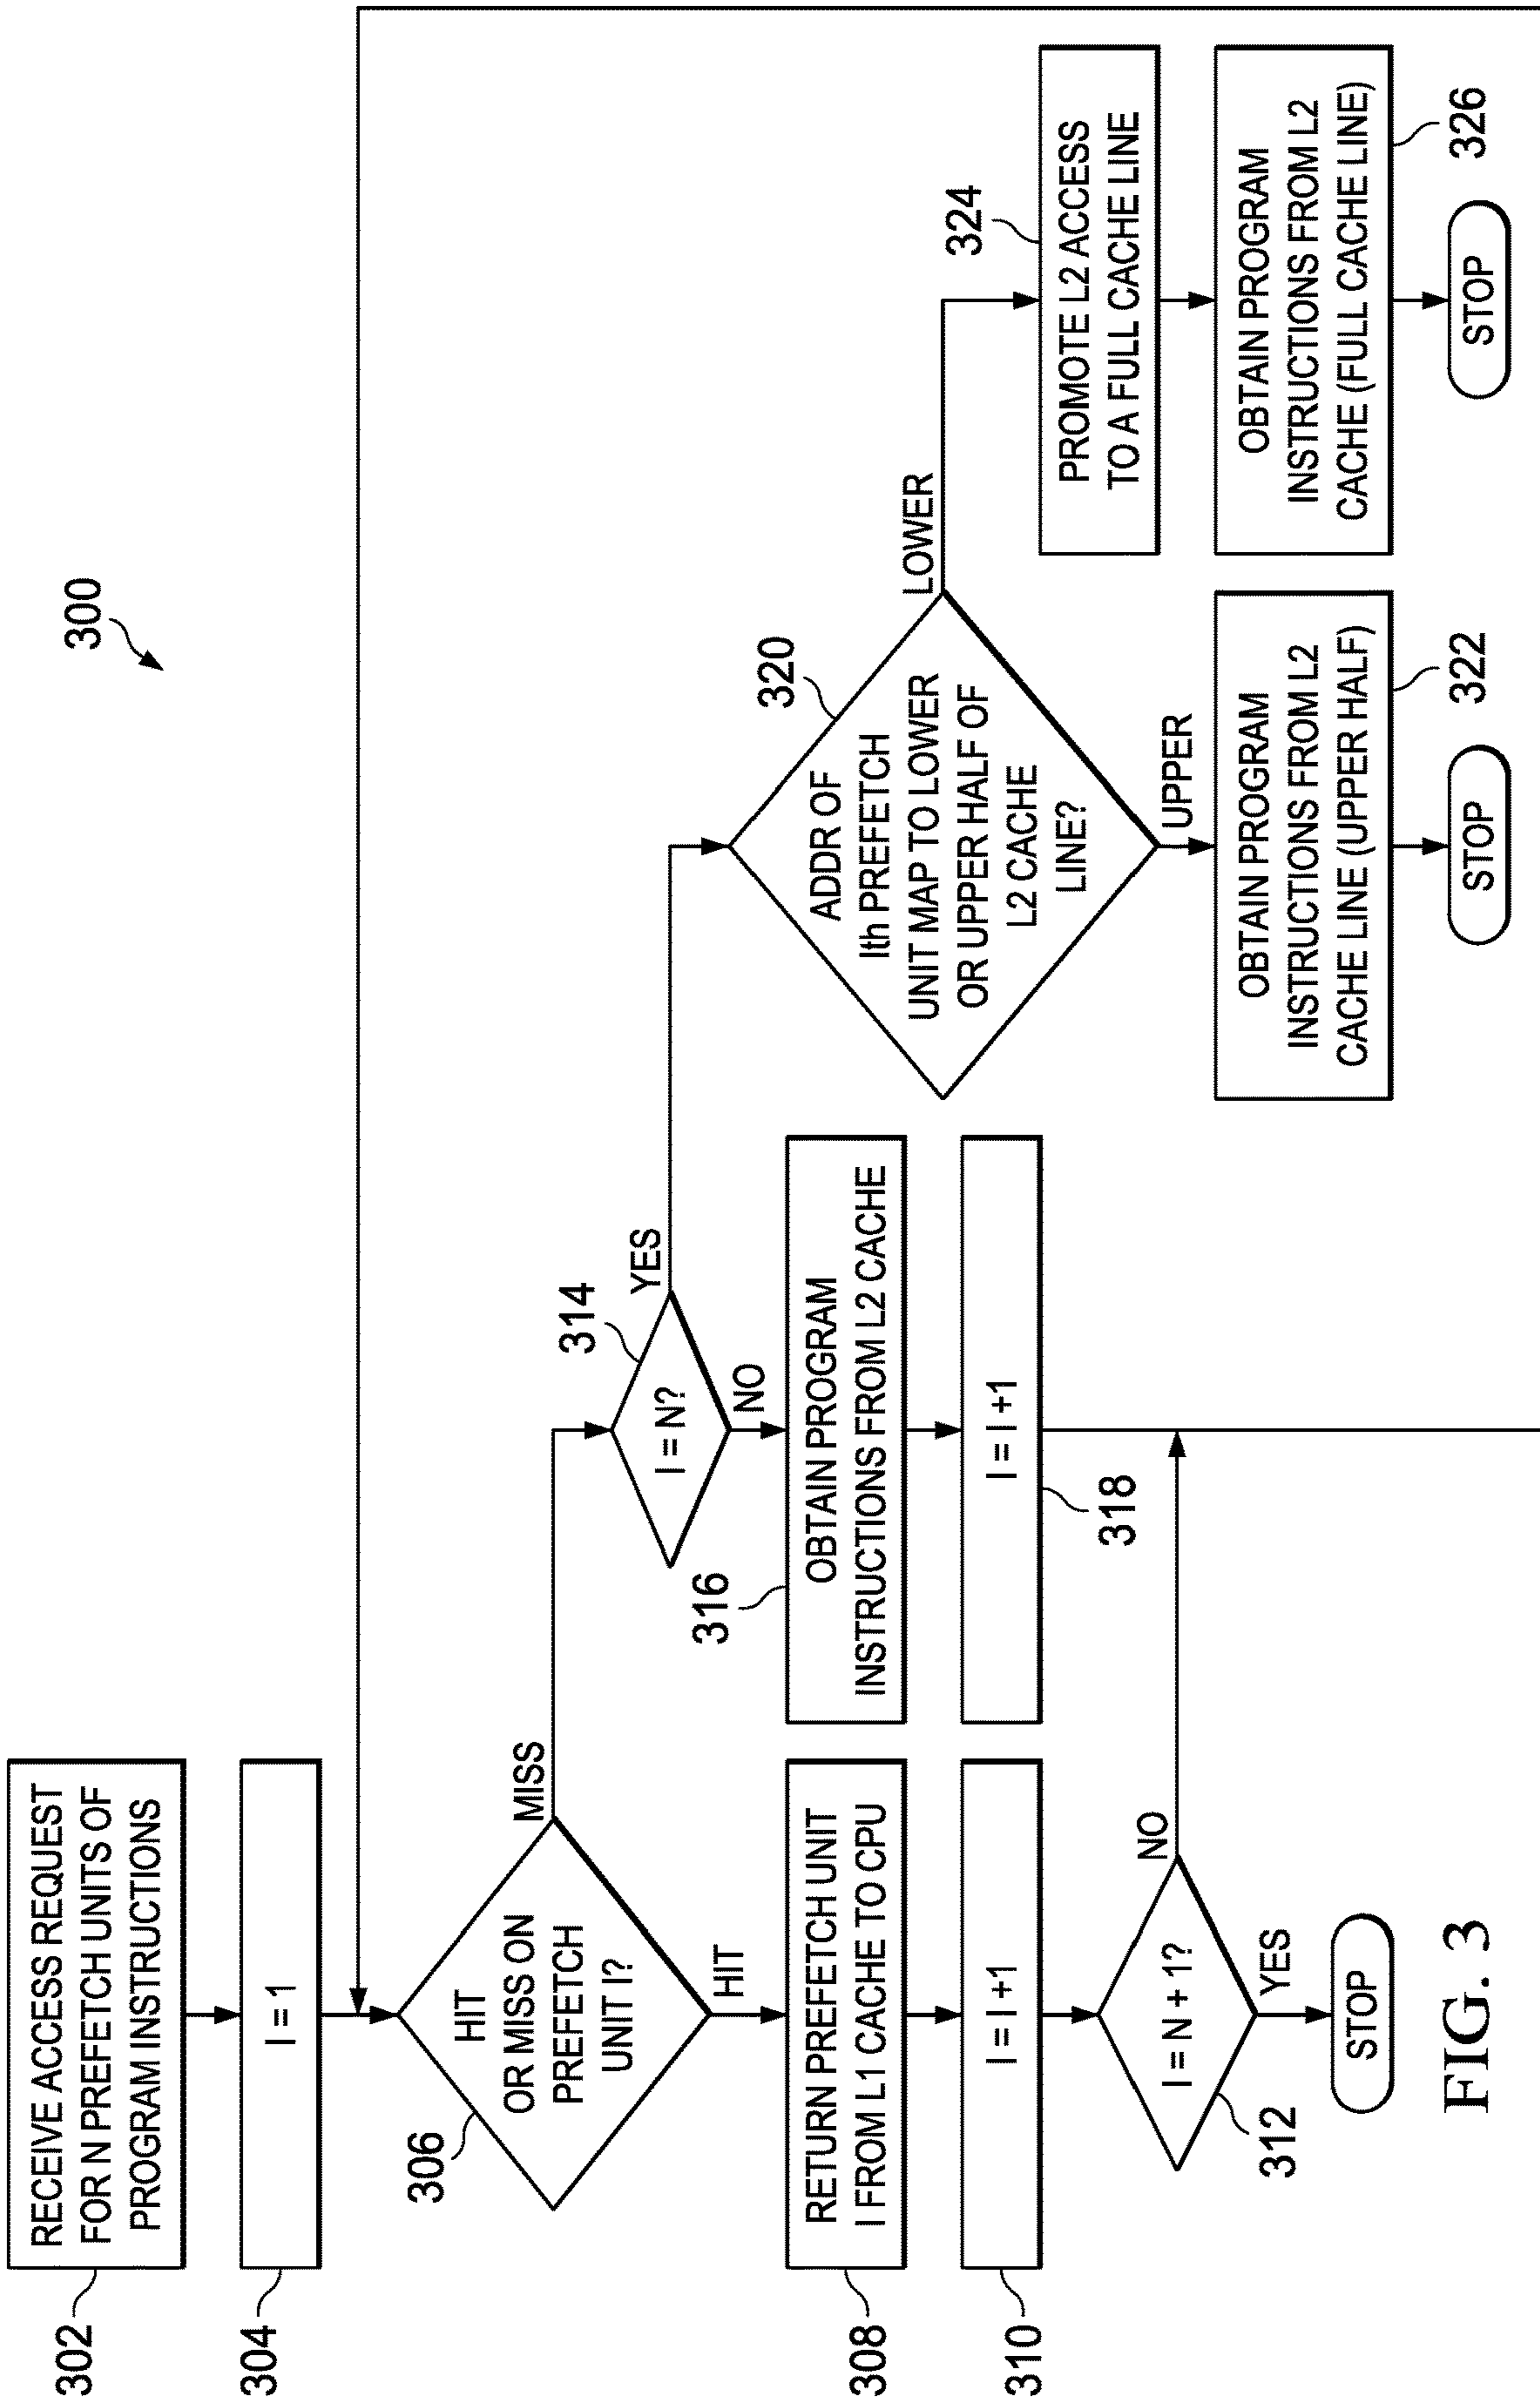 300
302
RECEIVE ACCESS REQUEST
FOR N PREFETCH UNITS OF
PROGRAM INSTRUCTIONS
304
I = 1
306
HIT
OR MISS ON
PREFETCH
UNIT I?
MISS
HIT
308
RETURN PREFETCH UNIT
I FROM L1 CACHE TO CPU
310
I = I +1
312
I = N + 1?
NO
YES
STOP
314
I = N?
YES
NO
316
OBTAIN PROGRAM
INSTRUCTIONS FROM L2 CACHE
I = I +1
318
320
ADDR OF
Ith PREFETCH
UNIT MAP TO LOWER
OR UPPER HALF OF
L2 CACHE
LINE?
LOWER
UPPER
OBTAIN PROGRAM
INSTRUCTIONS FROM L2
CACHE LINE (UPPER HALF)
322
STOP
324
PROMOTE L2 ACCESS
TO A FULL CACHE LINE
OBTAIN PROGRAM
INSTRUCTIONS FROM L2
CACHE (FULL CACHE LINE)
326
STOP
FIG. 3